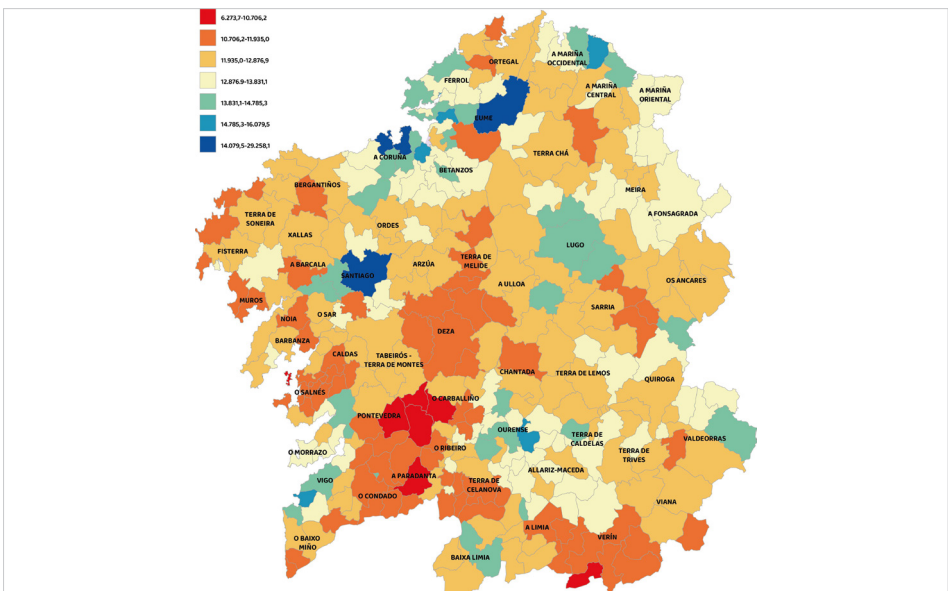 6.273,7-10.706,2
10.706,2-11.935,0
11.935,0-12.876,9
12.876.9-13.831,1
13.831,1-14.785,3
14.785,3-16.079,5
14.079,5-29.258,1
ORTEGAL
A MARIÑA
OCCIDENTAL
FERROL
A MARIÑA
CENTRAL
A MARIÑA
ORIENTAL
EUME
A CORUÑA
TERRA CHÁ
BETANZOS
BERGANTIÑOS
MEIRA
TERRA DE
SONEIRA
A FONSAGRADA
ORDES
XALLAS
LUGO
FISTERRA
A BARCALA
ARZÚA
TERRA DE
MELIDE
SANTIAGO
A ULLOA
OS ANCARES
MUROS
NOIA
O SAR
SARRIA
DEZA
BARBANZA
CALDAS
TABEIRÓS -
TERRA DE MONTES
CHANTADA
TERRA DE LEMOS
QUIROGA
O SALNÉS
O CARBALLIÑO
PONTEVEDRA
OURENSE
TERRA DE
CALDELAS
VALDEORRAS
O MORRAZO
O RIBEIRO
TERRA DE
TRIVES
ALLARIZ-MACEDA
VIGO
A PARADANTA
TERRA DE
CELANOVA
O CONDADO
VIANA
A LIMIA
VERÍN
O BAIXO
MIÑO
BAIXA LIMIA